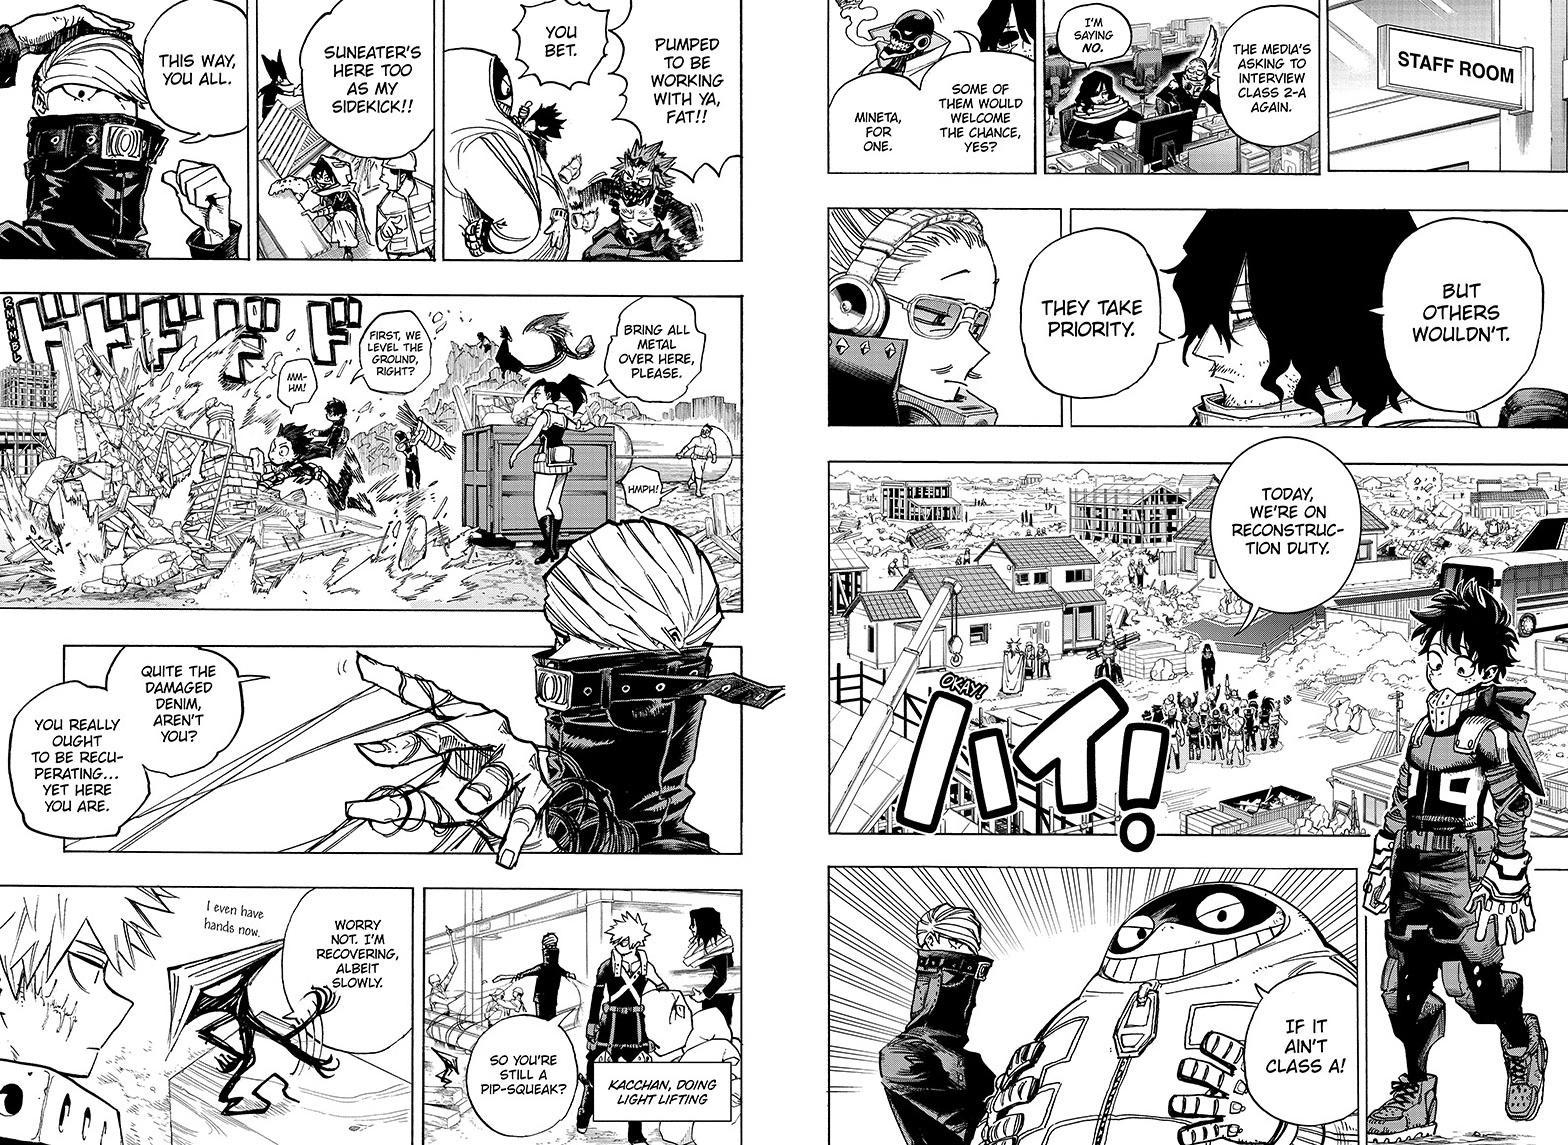 STAFF ROOM
THE MEDIA'S
ASKING TO
INTERVIEW
CLASS 2-A
AGAIN.
I'M
SAYING
NO.
SOME OF
THEM WOULD
WELCOME
THE CHANCE,
YES?
MINETA,
FOR
ONE.
BUT
OTHERS
WOULDN'T.
THEY TAKE
PRIORITY.
TODAY,
WE'RE ON
RECONSTRUC-
TION DUTY.
OKAY!
ハイ!
IF IT
AIN'T
CLASS A!
PUMPED
TO BE
WORKING
WITH YA,
FAT!!
YOU
BET.
SUNEATER'S
HERE TOO
AS MY
SIDEKICK!!
THIS WAY,
YOU ALL.
BRING ALL
METAL
OVER HERE,
PLEASE.
HMPH!
FIRST, WE
LEVEL THE
GROUND,
RIGHT?
MM-
HM!
ドドドドド
QUITE THE
DAMAGED
DENIM,
AREN'T
YOU?
YOU REALLY
OUGHT
TO BE RECU-
PERATING...
YET HERE
YOU ARE.
KACCHAN, DOING
LIGHT LIFTING
SO YOU'RE
STILL A
PIP-SQUEAK?
WORRY
NOT. I'M
RECOVERING,
ALBEIT
SLOWLY.
I even have
hands now.